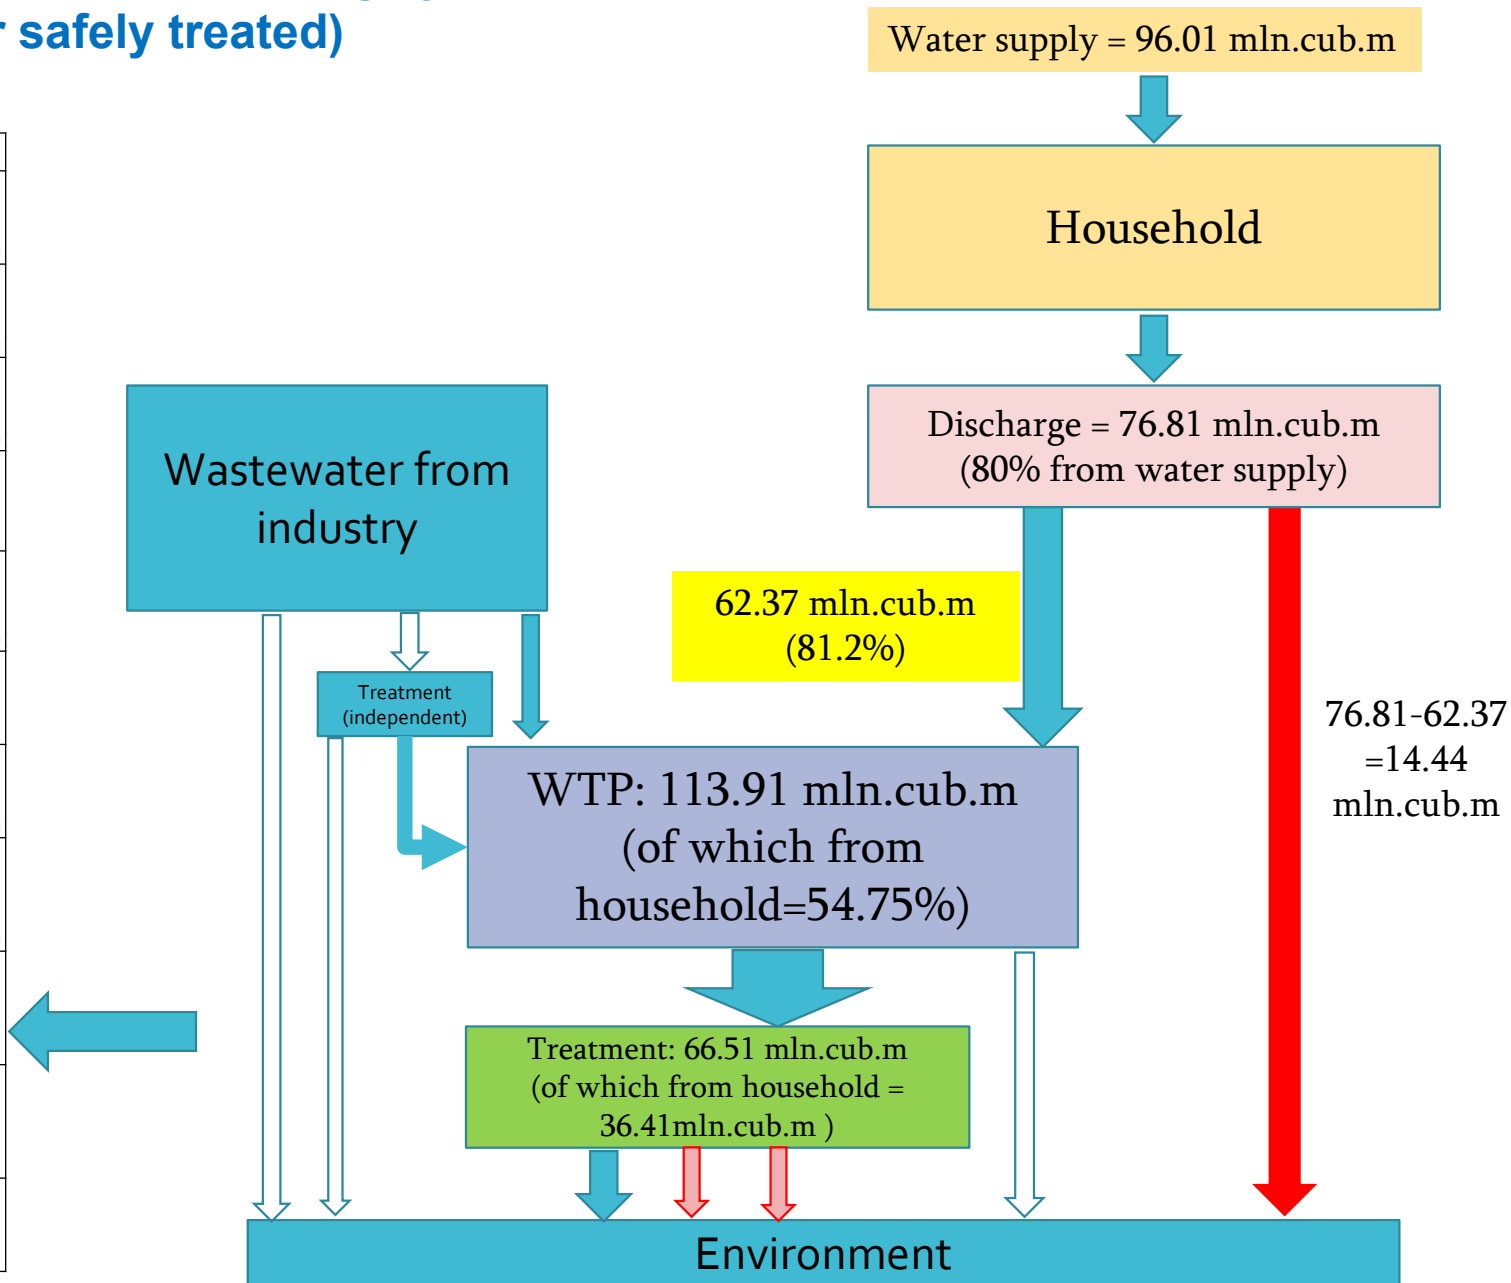 r safely treated)
Water supply = 96.01 mln.cub.m
Household
Discharge = 76.81 mln.cub.m
(80% from water supply)
Wastewater from
industry
62.37 mln.cub.m
(81.2%)
Treatment
(independent)
76.81-62.37
=14.44
mln.cub.m
WTP: 113.91 mln.cub.m
(of which from
household=54.75%)
Treatment: 66.51 mln.cub.m
(of which from household =
36.41mln.cub.m )
Environment